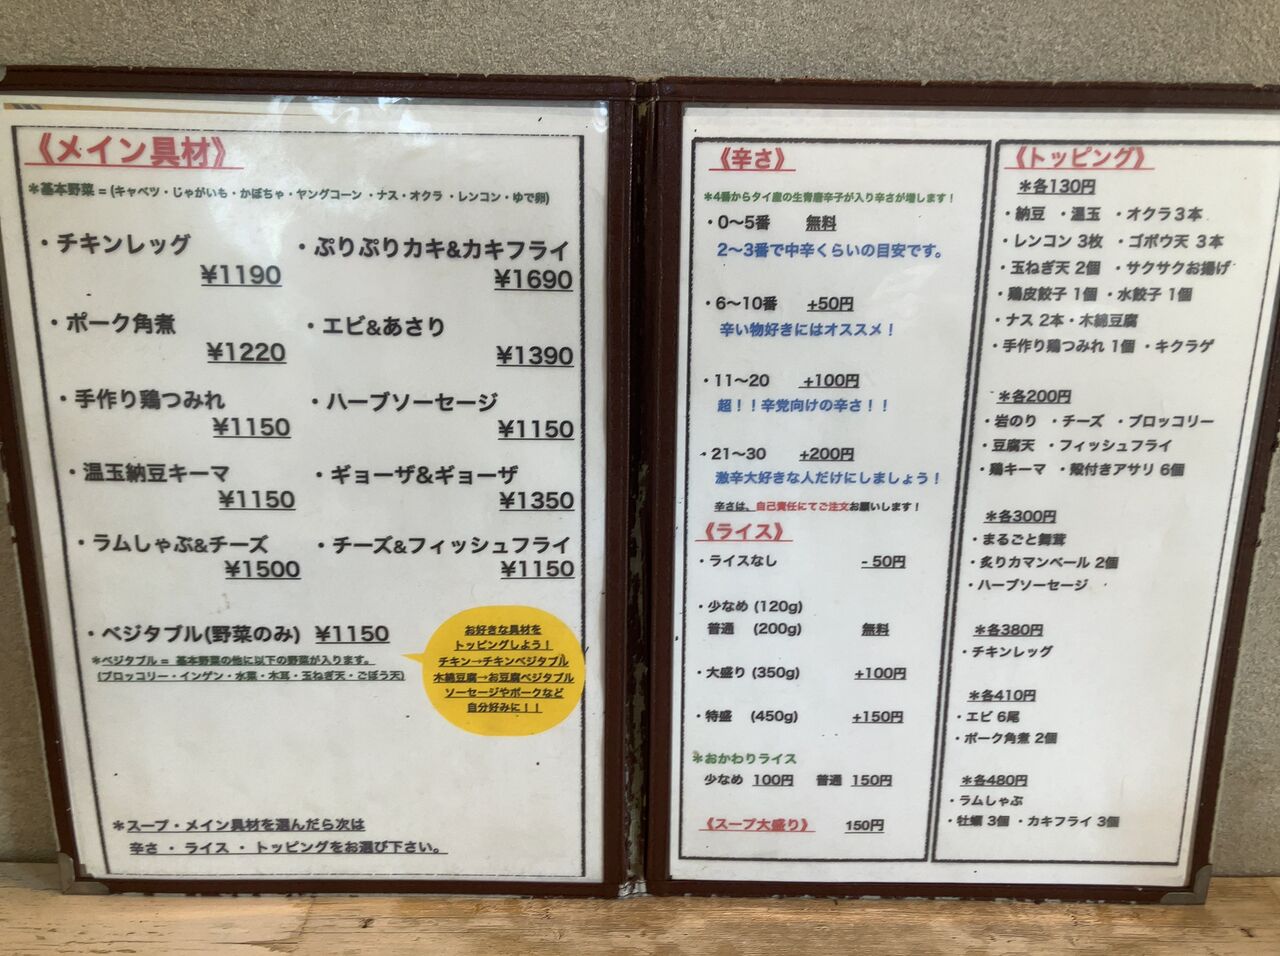 《メイン具材》
＊基本野菜 = (キャベツ・じゃがいも・かぼちゃ・ヤングコーン・ナス・オクラ・レンコン・ゆで卵)
・チキンレッグ
¥1190
・ぷりぷりカキ&カキフライ
¥1690
・ポーク角煮
¥1220
・エビ&あさり
¥1390
・手作り鶏つみれ
¥1150
・ハーブソーセージ
¥1150
・温玉納豆キーマ
¥1150
・ギョーザ&ギョーザ
¥1350
・ラムしゃぶ&チーズ
¥1500
・チーズ&フィッシュフライ
¥1150
・ベジタブル(野菜のみ) ¥1150
＊ベジタブル = 基本野菜の他に以下の野菜が入ります。
(ブロッコリー・インゲン・水菜・木耳・玉ねぎ天・ごぼう天)
お好きな具材を
トッピングしよう！
チキン→チキンベジタブル
木綿豆腐→お豆腐ベジタブル
ソーセージやポークなど
自分好みに！！
＊スープ・メイン具材を選んだら次は
辛さ ・ ライス ・ トッピングをお選び下さい。
《辛さ》
＊4番からタイ産の生青唐辛子が入り辛さが増します！
・0〜5番 無料
2〜3番で中辛くらいの目安です。
・6〜10番 +50円
辛い物好きにはオススメ！
・11〜20 +100円
超！！辛党向けの辛さ！！
・21〜30 +200円
激辛大好きな人だけにしましょう！
辛さは、自己責任にてご注文お願いします！
《ライス》
・ライスなし - 50円
・少なめ (120g)
普通 (200g) 無料
・大盛り (350g) +100円
・特盛 (450g) +150円
＊おかわりライス
少なめ 100円 普通 150円
《スープ大盛り》 150円
《トッピング》
＊各130円
・納豆 ・温玉 ・オクラ3本
・レンコン 3枚 ・ゴボウ天 3本
・玉ねぎ天 2個 ・サクサクお揚げ
・鶏皮餃子 1個 ・水餃子 1個
・ナス 2本・木綿豆腐
・手作り鶏つみれ 1個 ・キクラゲ
＊各200円
・岩のり ・チーズ ・ブロッコリー
・豆腐天 ・フィッシュフライ
・鶏キーマ ・殻付きアサリ 6個
＊各300円
・まるごと舞茸
・炙りカマンベール 2個
・ハーブソーセージ
＊各380円
・チキンレッグ
＊各410円
・エビ 6尾
・ポーク角煮 2個
＊各480円
・ラムしゃぶ
・牡蠣 3個 ・カキフライ 3個